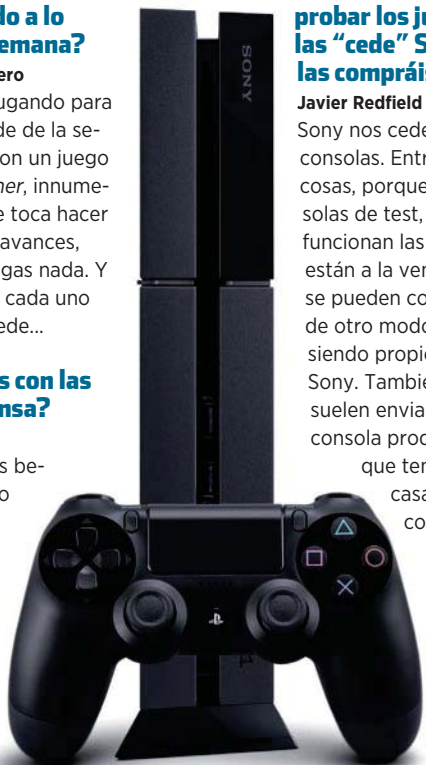 do a lo
emana?
ero
ugando para
de de la se-
on un juego
ner, innume-
e toca hacer
avances,
gas nada. Y
cada uno
ede...
s con las
nsa?
s be-
o
SONY
probar los ju
las “cede” S
las compráis
Javier Redfield
Sony nos cede
consolas. Entr
cosas, porque
solas de test,
funcionan las
están a la ven
se pueden co
de otro modo
siendo propie
Sony. Tambié
suelen envia
consola prod
que ter
casa
co